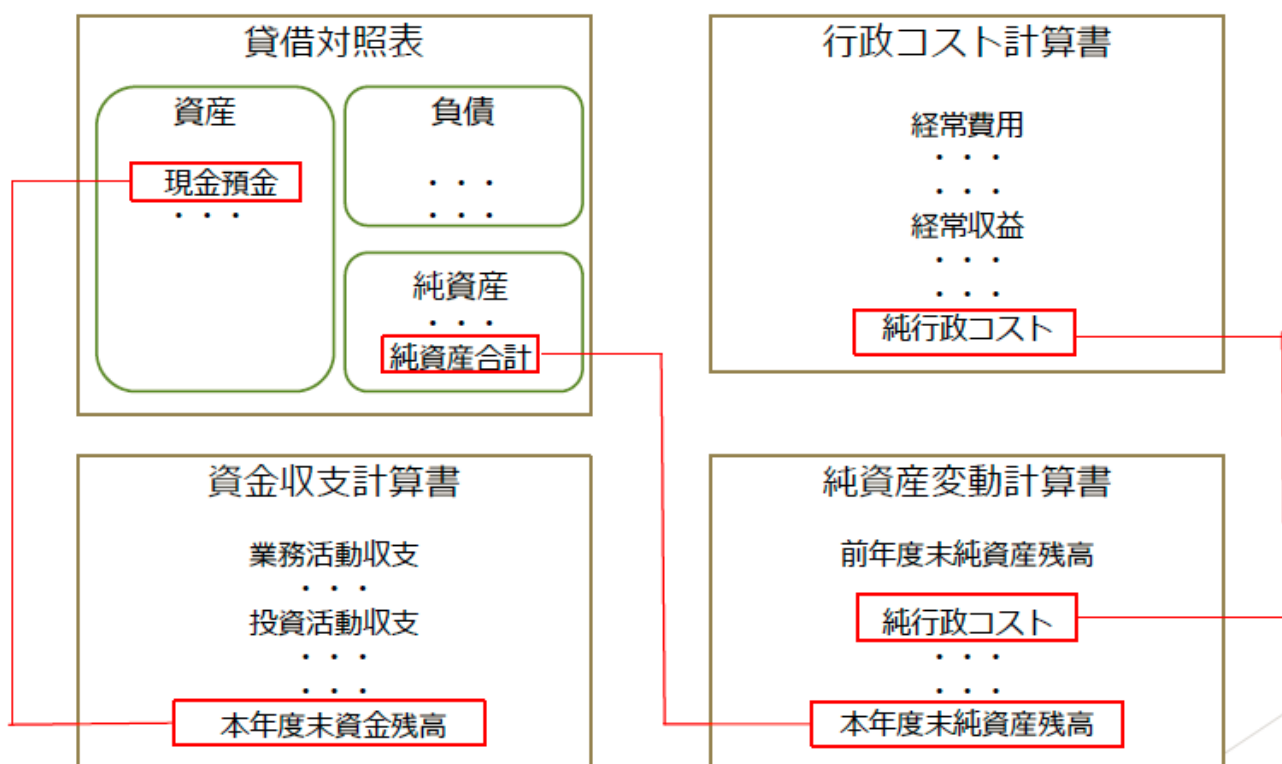 貸借対照表
資産
現金預金
・・・
負債
・・・
・・・
純資産
・・・
純資産合計
行政コスト計算書
経常費用
・・・
・・・
経常収益
・・・
・・・
純行政コスト
資金収支計算書
業務活動収支
・・・
投資活動収支
・・・
・・・
本年度末資金残高
純資産変動計算書
前年度末純資産残高
純行政コスト
・・・
・・・
本年度末純資産残高